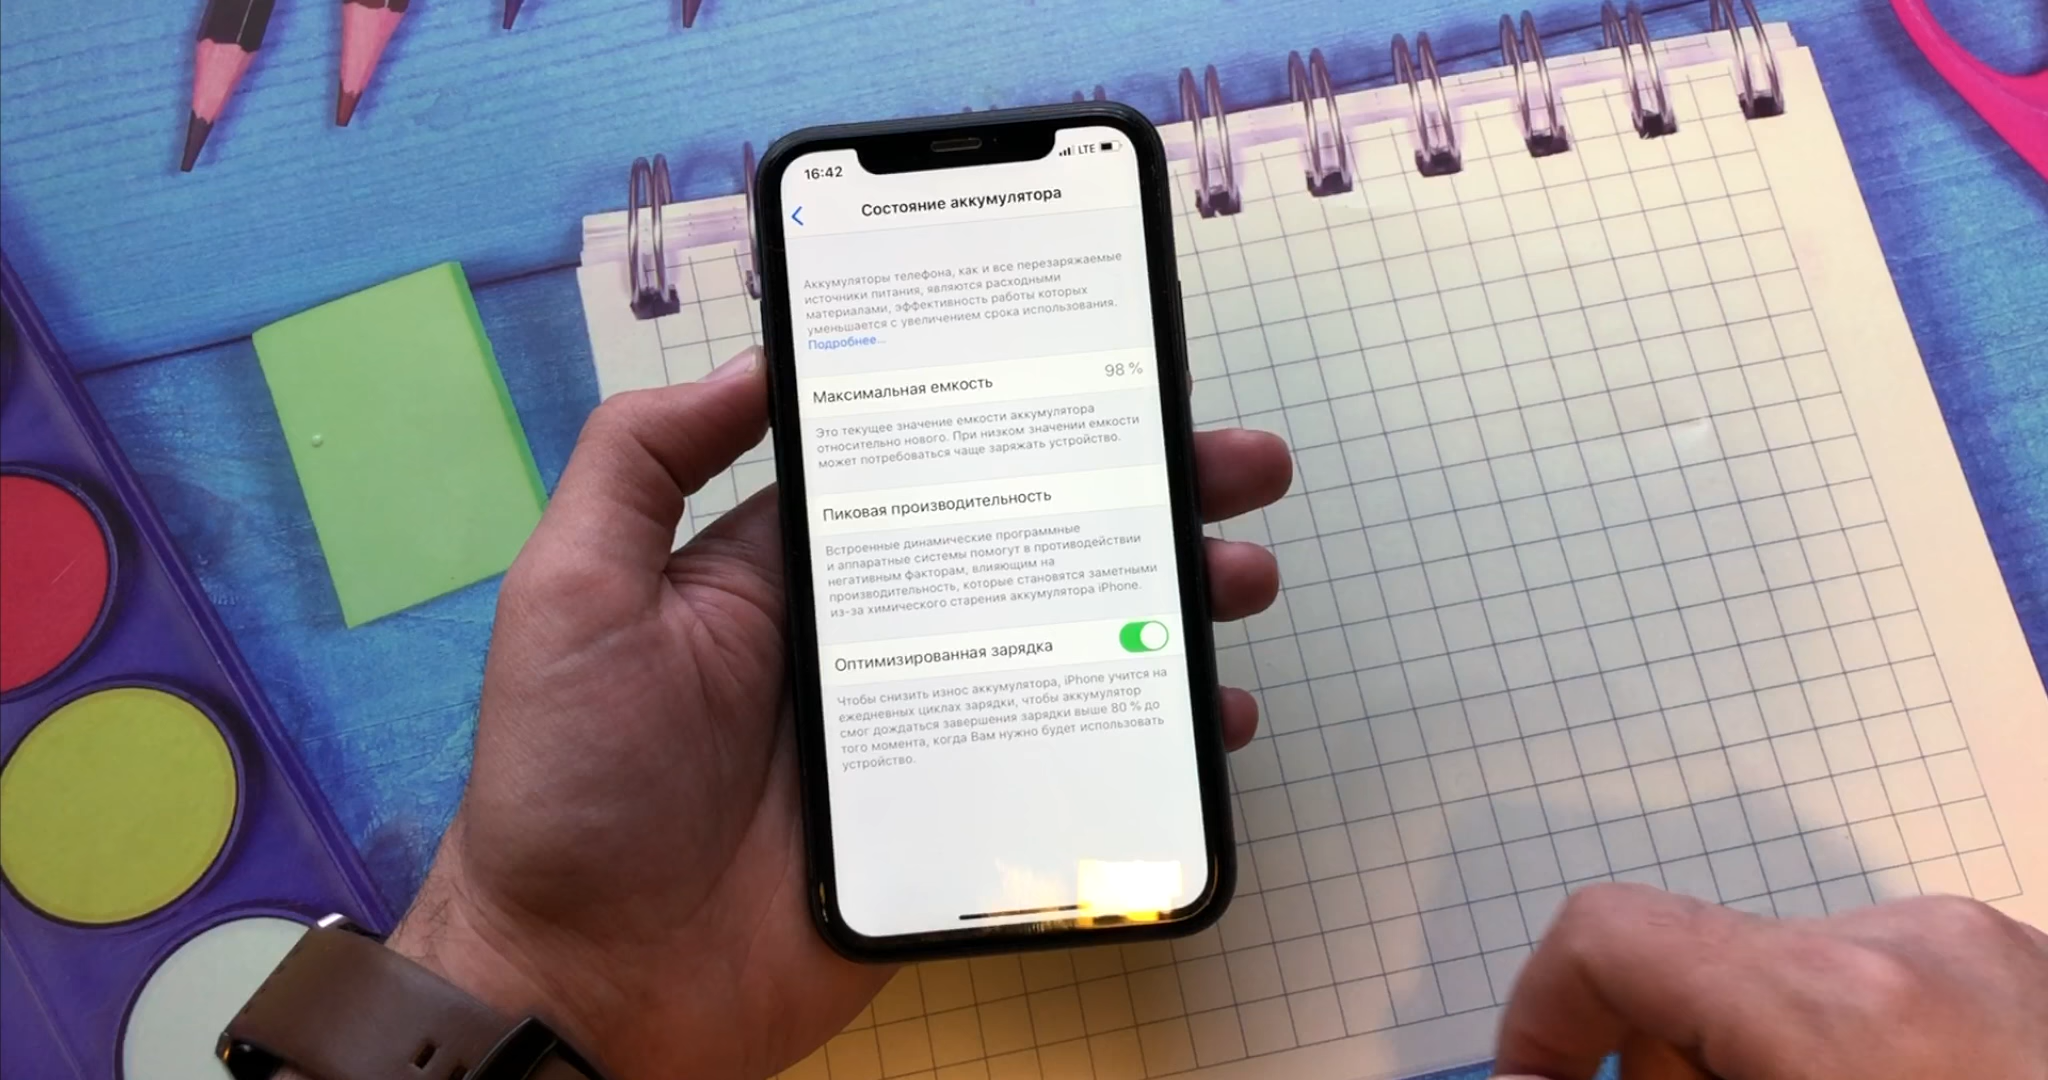 16:42
LTE
Состояние аккумулятора
Аккумуляторы телефона, как и все перезаряжаемые
источники питания, являются расходными
материалами, эффективность работы которых
уменьшается с увеличением срока использования.
Подробнее...
Максимальная емкость 98 %
Это текущее значение емкости аккумулятора
относительно нового. При низком значении емкости
может потребоваться чаще заряжать устройство.
Пиковая производительность
Встроенные динамические программные
и аппаратные системы помогут в противодействии
негативным факторам, влияющим на
производительность, которые становятся заметными
из-за химического старения аккумулятора iPhone.
Оптимизированная зарядка
Чтобы снизить износ аккумулятора, iPhone учится на
ежедневных циклах зарядки, чтобы аккумулятор
смог дождаться завершения зарядки выше 80 % до
того момента, когда Вам нужно будет использовать
устройство.